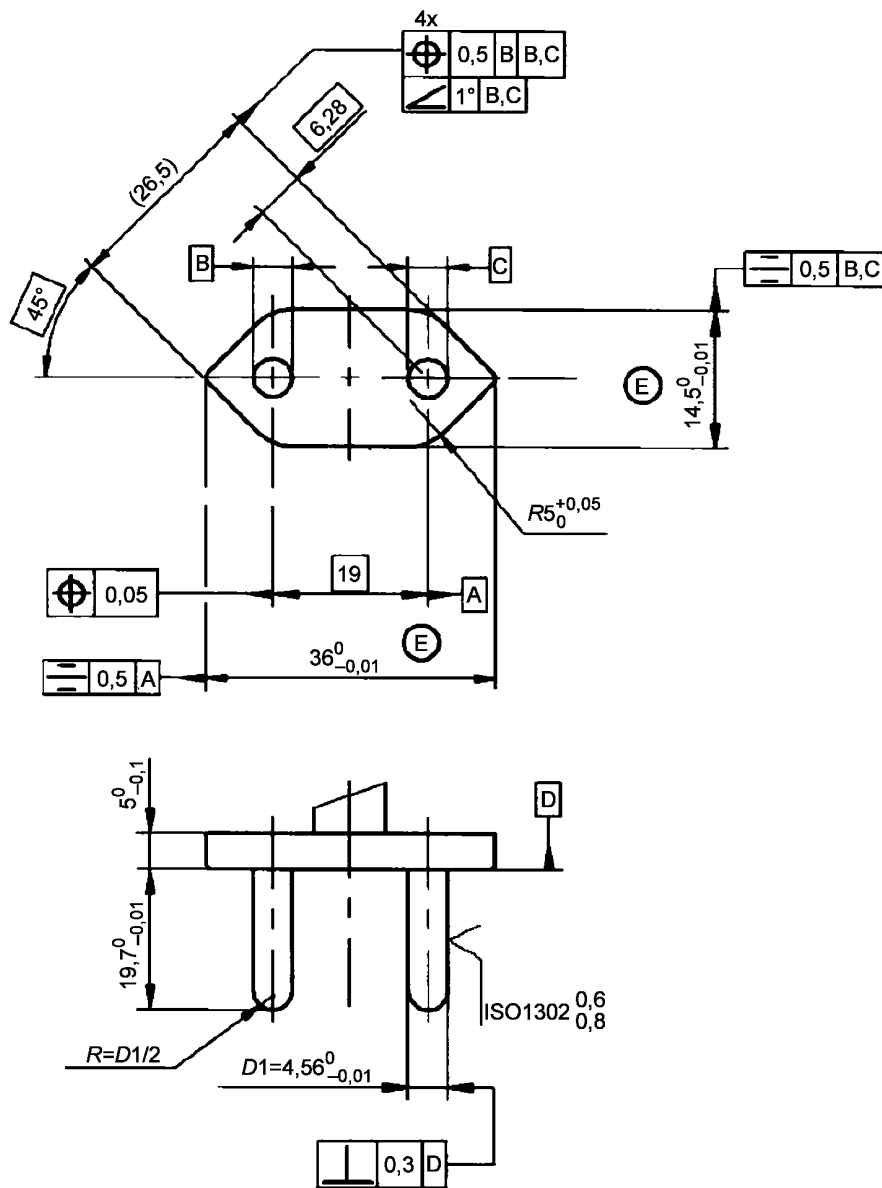 4x
0,5 B B,C
1° B,C
6,28
(26,5)
45°
B
C
0,5 B,C
14,5 0 –0,01
E
R5 +0,05 0
19
0,05
A
E
36 0 –0,01
0,5 A
5 0 –0,1
D
19,7 0 –0,01
ISO1302 0,6 0,8
R=D1/2
D1=4,56 0 –0,01
0,3 D